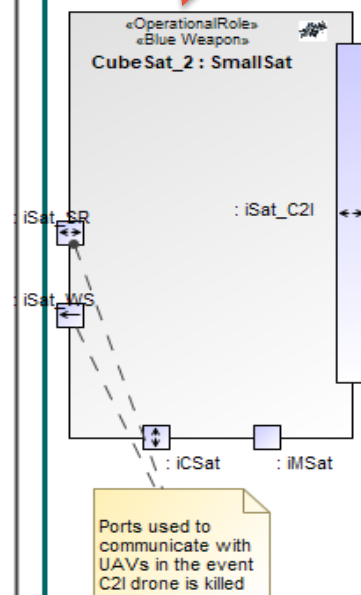 «OperationalRole»
«Blue Weapon»
CubeSat_2 : SmallSat
: iSat_SR
: iSat_C2I
: iSat_WS
: iCSat
: iMSat
Ports used to
communicate with
UAVs in the event
C2I drone is killed